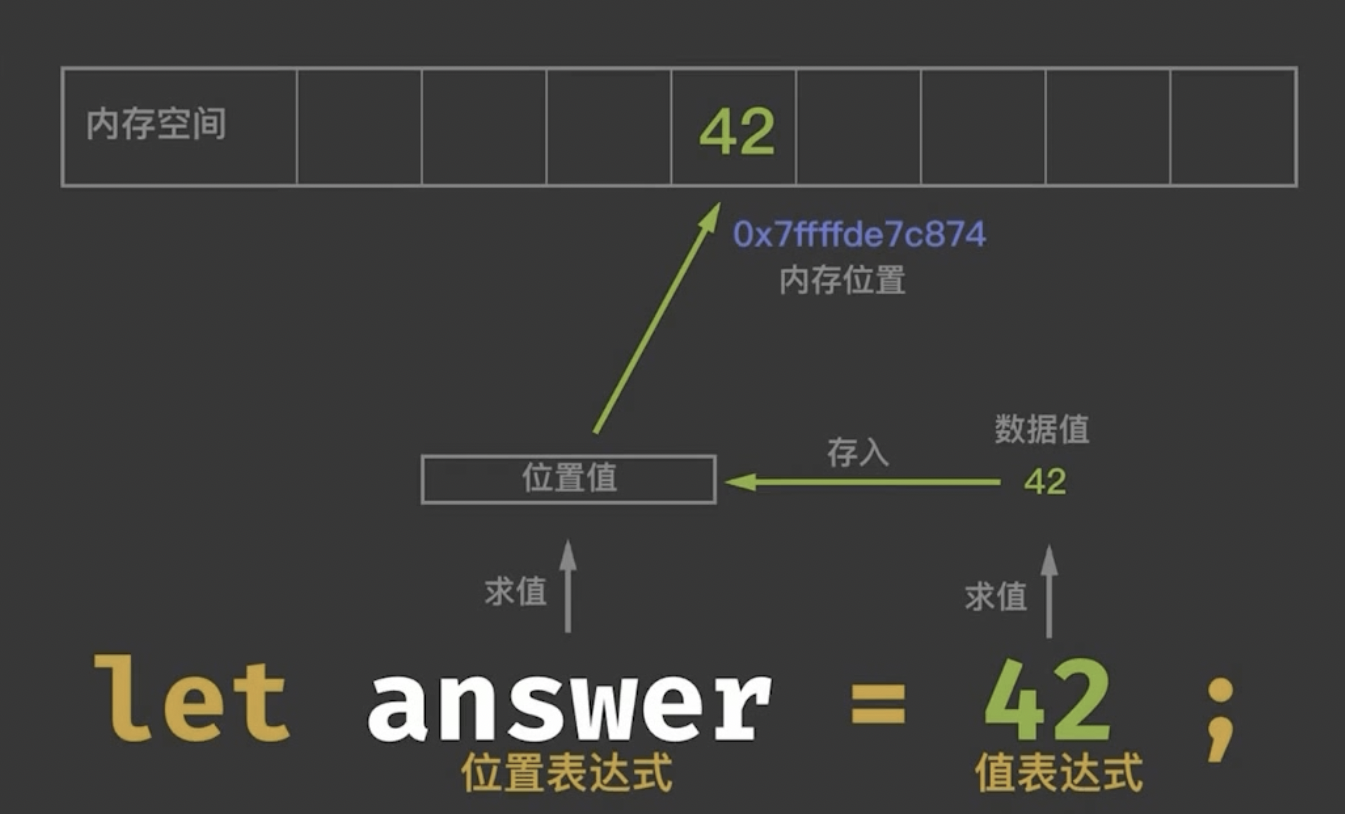 内存空间 42
0x7ffffde7c874
内存位置
数据值
存入
位置值 42
求值 求值
let answer = 42 ;
位置表达式 值表达式